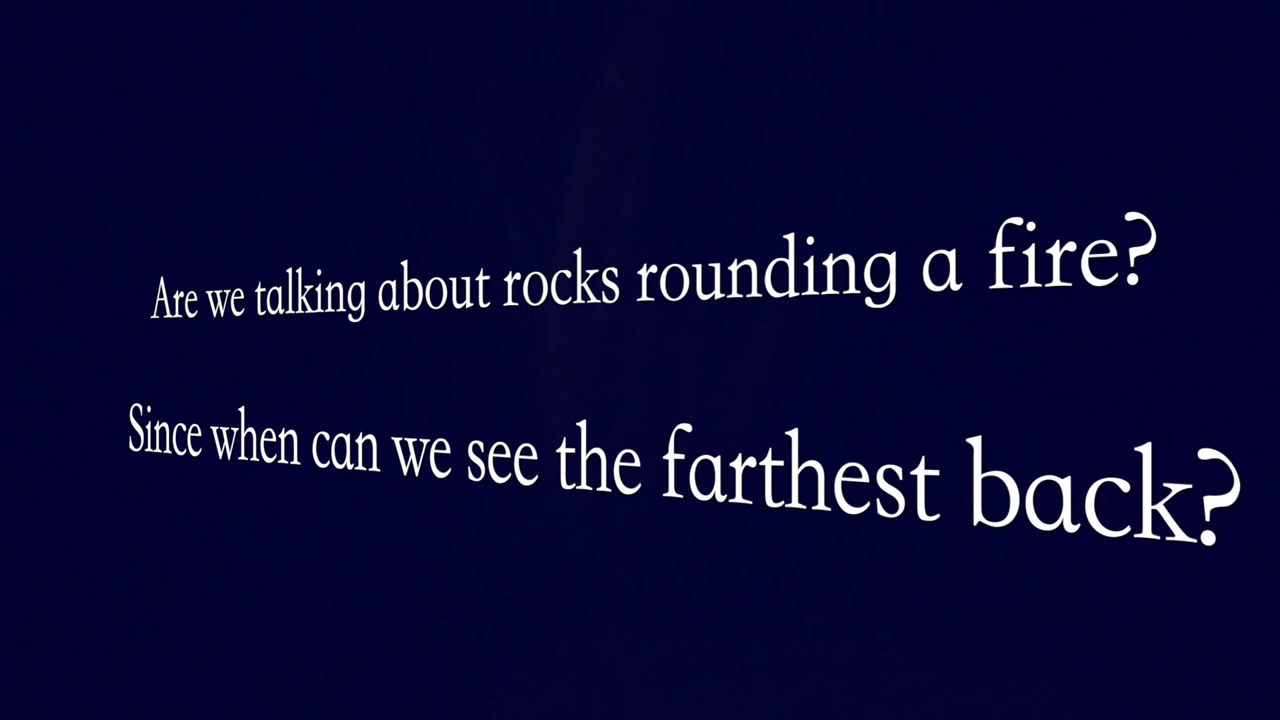 Are we talking about rocks rounding a fire?
Since when can we see the farthest back?